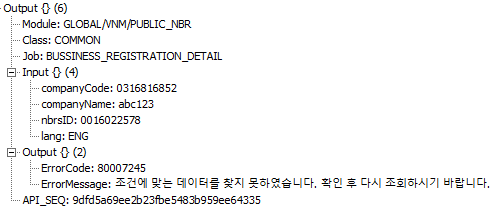 Output {} (6)
Module: GLOBAL/VNM/PUBLIC_NBR
Class: COMMON
Job: BUSSINESS_REGISTRATION_DETAIL
Input {} (4)
companyCode: 0316816852
companyName: abc123
nbrsID: 0016022578
lang: ENG
Output {} (2)
ErrorCode: 80007245
ErrorMessage: 조건에 맞는 데이터를 찾지 못하였습니다. 확인 후 다시 조회하시기 바랍니다.
API_SEQ: 9dfd5a69ee2b23fbe5483b959ee64335